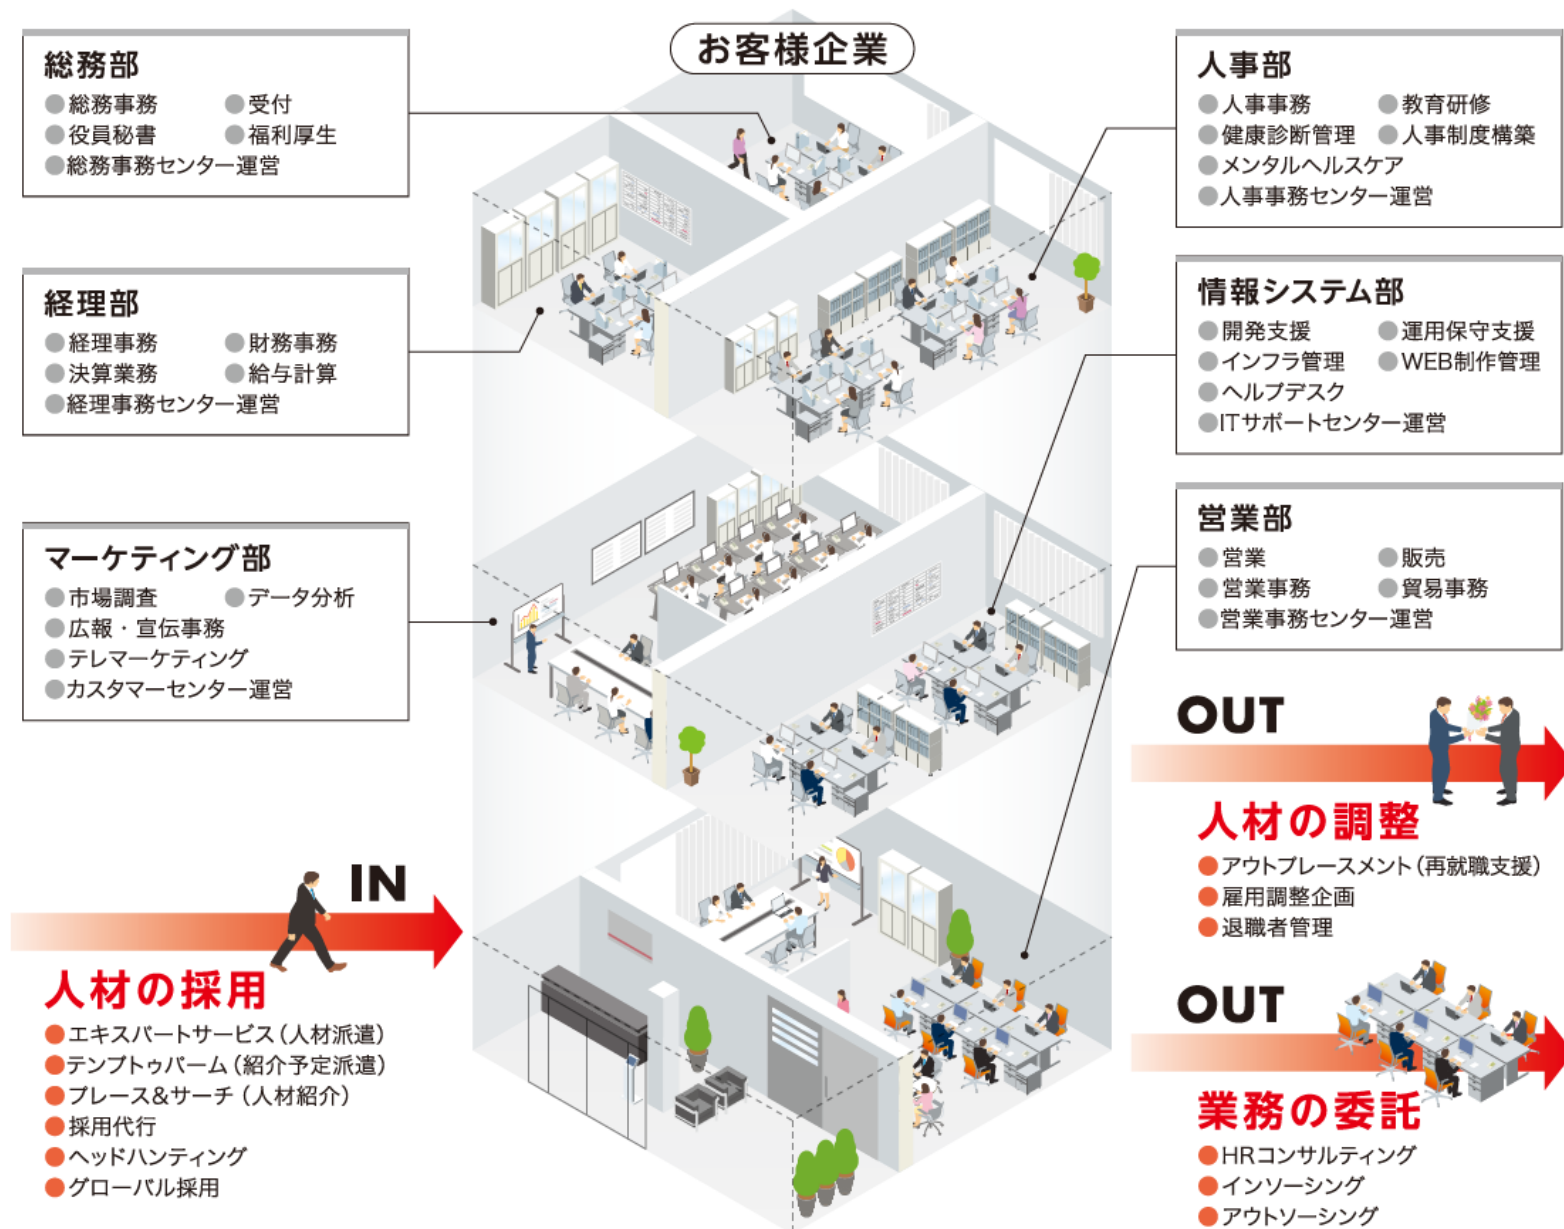 お客様企業
総務部
●総務事務 ●受付
●役員秘書 ●福利厚生
●総務事務センター運営
経理部
●経理事務 ●財務事務
●決算業務 ●給与計算
●経理事務センター運営
マーケティング部
●市場調査 ●データ分析
●広報・宣伝事務
●テレマーケティング
●カスタマーセンター運営
IN
人材の採用
●エキスパートサービス(人材派遣)
●テンプトゥパーム(紹介予定派遣)
●プレース&サーチ(人材紹介)
●採用代行
●ヘッドハンティング
●グローバル採用
人事部
●人事事務 ●教育研修
●健康診断管理 ●人事制度構築
●メンタルヘルスケア
●人事事務センター運営
情報システム部
●開発支援 ●運用保守支援
●インフラ管理 ●WEB制作管理
●ヘルプデスク
●ITサポートセンター運営
営業部
●営業 ●販売
●営業事務 ●貿易事務
●営業事務センター運営
OUT
人材の調整
●アウトプレースメント(再就職支援)
●雇用調整企画
●退職者管理
OUT
業務の委託
●HRコンサルティング
●インソーシング
●アウトソーシング